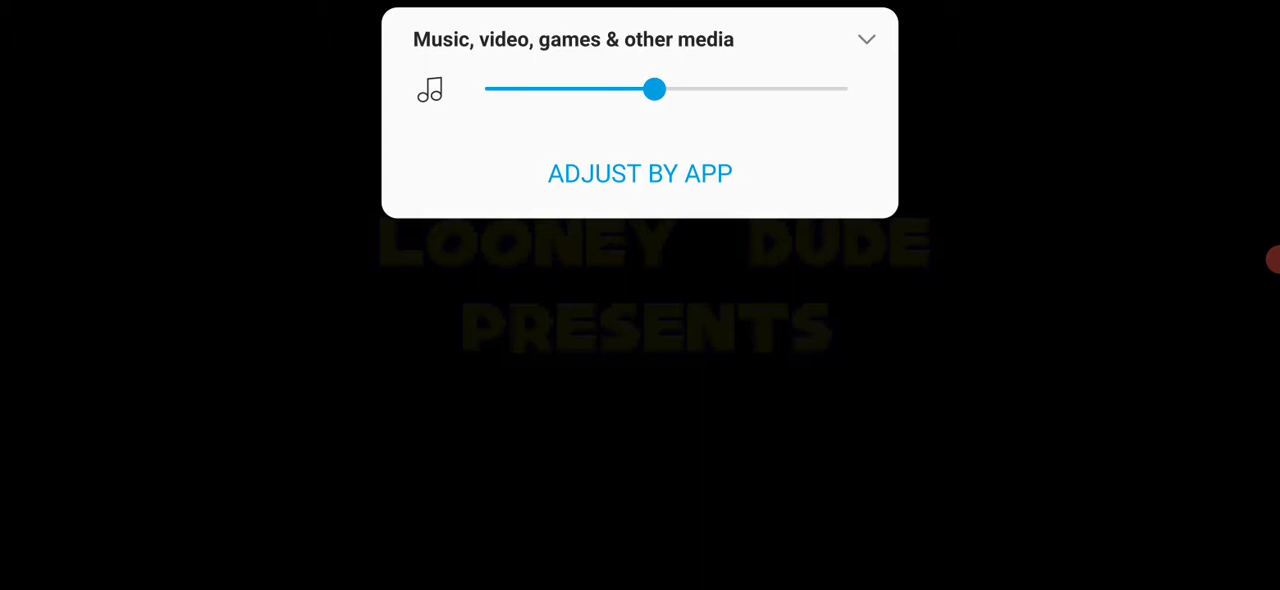 Music, video, games & other media
ADJUST BY APP
LOONEY DUDE
PRESENTS